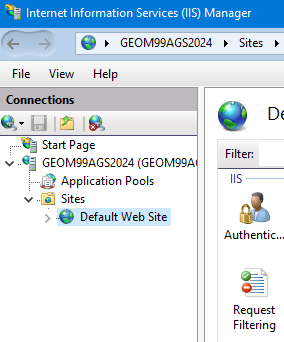 Internet Information Services (IIS) Manager
GEOM99AGS2024 Sites
File View Help
Connections
Start Page
GEOM99AGS2024 (GEOM99A
Application Pools
Sites
Default Web Site
Filter:
IIS
Authentic...
Request
Filtering